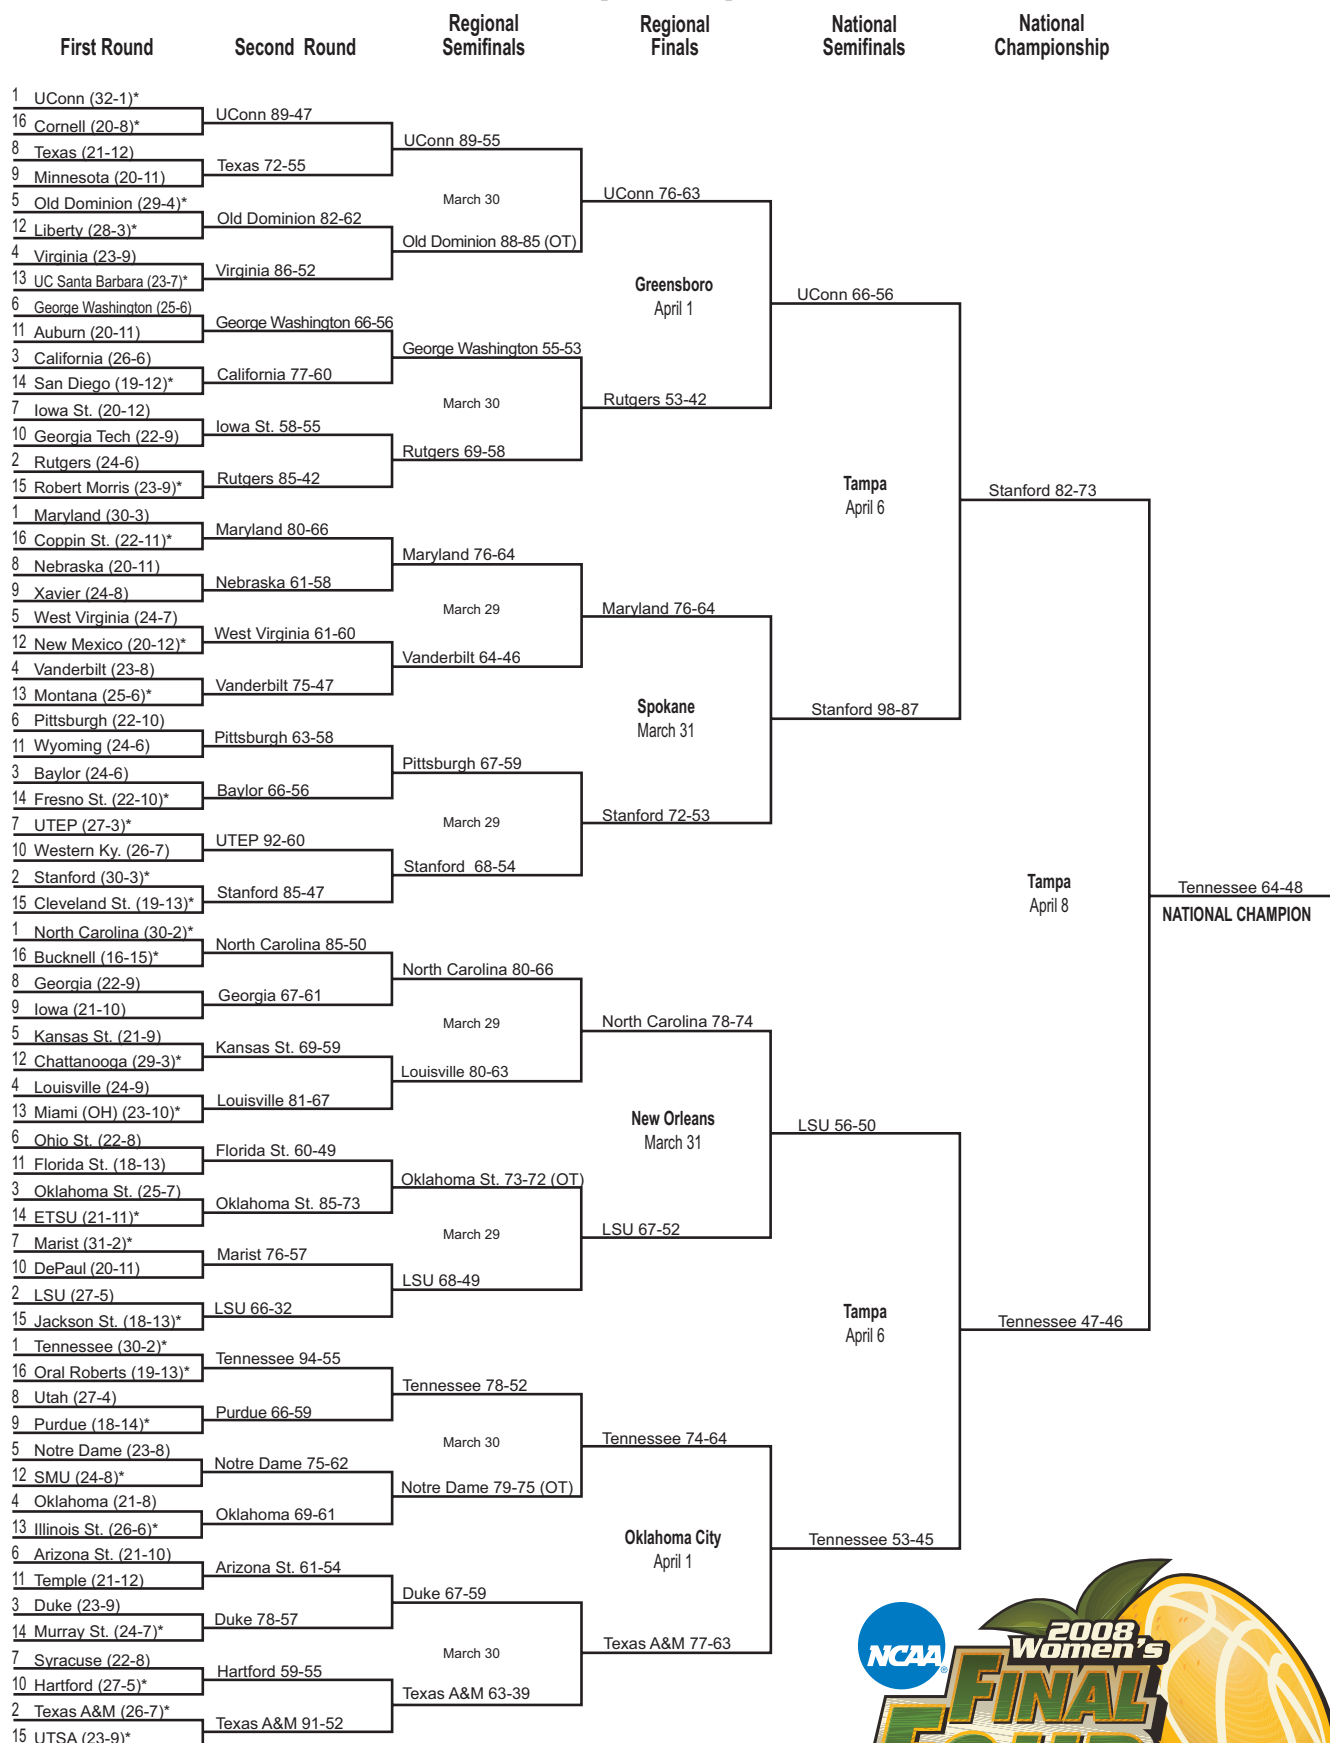 First Round
Second Round
Regional
Semifinals
Regional
Finals
National
Semifinals
National
Championship
1 UConn (32-1)*
16 Cornell (20-8)*
8 Texas (21-12)
9 Minnesota (20-11)
5 Old Dominion (29-4)*
12 Liberty (28-3)*
4 Virginia (23-9)
13 UC Santa Barbara (23-7)*
6 George Washington (25-6)
11 Auburn (20-11)
3 California (26-6)
14 San Diego (19-12)*
7 Iowa St. (20-12)
10 Georgia Tech (22-9)
2 Rutgers (24-6)
15 Robert Morris (23-9)*
1 Maryland (30-3)
16 Coppin St. (22-11)*
8 Nebraska (20-11)
9 Xavier (24-8)
5 West Virginia (24-7)
12 New Mexico (20-12)*
4 Vanderbilt (23-8)
13 Montana (25-6)*
6 Pittsburgh (22-10)
11 Wyoming (24-6)
3 Baylor (24-6)
14 Fresno St. (22-10)*
7 UTEP (27-3)*
10 Western Ky. (26-7)
2 Stanford (30-3)*
15 Cleveland St. (19-13)*
1 North Carolina (30-2)*
16 Bucknell (16-15)*
8 Georgia (22-9)
9 Iowa (21-10)
5 Kansas St. (21-9)
12 Chattanooga (29-3)*
4 Louisville (24-9)
13 Miami (OH) (23-10)*
6 Ohio St. (22-8)
11 Florida St. (18-13)
3 Oklahoma St. (25-7)
14 ETSU (21-11)*
7 Marist (31-2)*
10 DePaul (20-11)
2 LSU (27-5)
15 Jackson St. (18-13)*
1 Tennessee (30-2)*
16 Oral Roberts (19-13)*
8 Utah (27-4)
9 Purdue (18-14)*
5 Notre Dame (23-8)
12 SMU (24-8)*
4 Oklahoma (21-8)
13 Illinois St. (26-6)*
6 Arizona St. (21-10)
11 Temple (21-12)
3 Duke (23-9)
14 Murray St. (24-7)*
7 Syracuse (22-8)
10 Hartford (27-5)*
2 Texas A&M (26-7)*
15 UTSA (23-9)*
UConn 89-47
Texas 72-55
Old Dominion 82-62
Virginia 86-52
George Washington 66-56
California 77-60
Iowa St. 58-55
Rutgers 85-42
Maryland 80-66
Nebraska 61-58
West Virginia 61-60
Vanderbilt 75-47
Pittsburgh 63-58
Baylor 66-56
UTEP 92-60
Stanford 85-47
North Carolina 85-50
Georgia 67-61
Kansas St. 69-59
Louisville 81-67
Florida St. 60-49
Oklahoma St. 85-73
Marist 76-57
LSU 66-32
Tennessee 94-55
Purdue 66-59
Notre Dame 75-62
Oklahoma 69-61
Arizona St. 61-54
Duke 78-57
Hartford 59-55
Texas A&M 91-52
UConn 89-55
March 30
Old Dominion 88-85 (OT)
George Washington 55-53
March 30
Rutgers 69-58
Maryland 76-64
March 29
Vanderbilt 64-46
Pittsburgh 67-59
March 29
Stanford 68-54
North Carolina 80-66
March 29
Louisville 80-63
Oklahoma St. 73-72 (OT)
March 29
LSU 68-49
Tennessee 78-52
March 30
Notre Dame 79-75 (OT)
Duke 67-59
March 30
Texas A&M 63-39
UConn 76-63
Greensboro
April 1
Rutgers 53-42
Maryland 76-64
Spokane
March 31
Stanford 72-53
North Carolina 78-74
New Orleans
March 31
LSU 67-52
Tennessee 74-64
Oklahoma City
April 1
Texas A&M 77-63
UConn 66-56
Tampa
April 6
Stanford 98-87
LSU 56-50
Tampa
April 6
Tennessee 53-45
Stanford 82-73
Tampa
April 8
Tennessee 47-46
Tennessee 64-48
NATIONAL CHAMPION
NCAA
2008
Women's
FINAL
FOUR